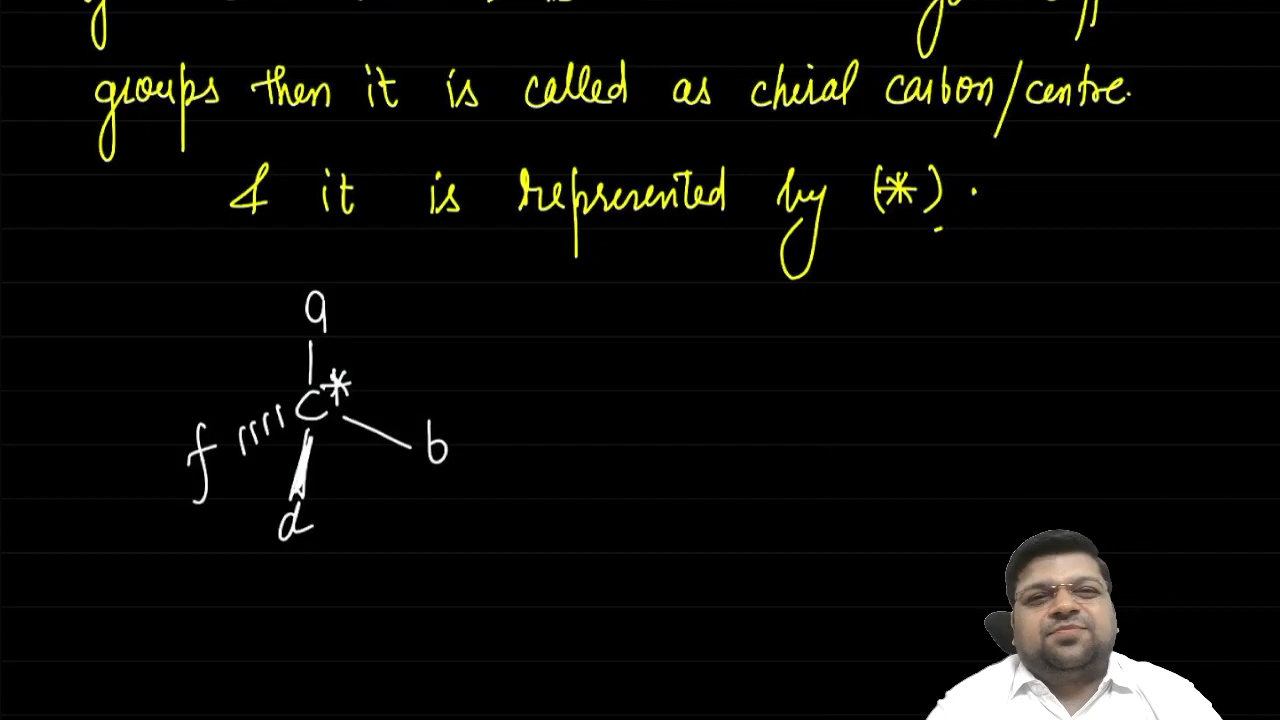 groups then it is called as chiral carbon/centre.
& it is represented by (*).
a
C*
f
b
d